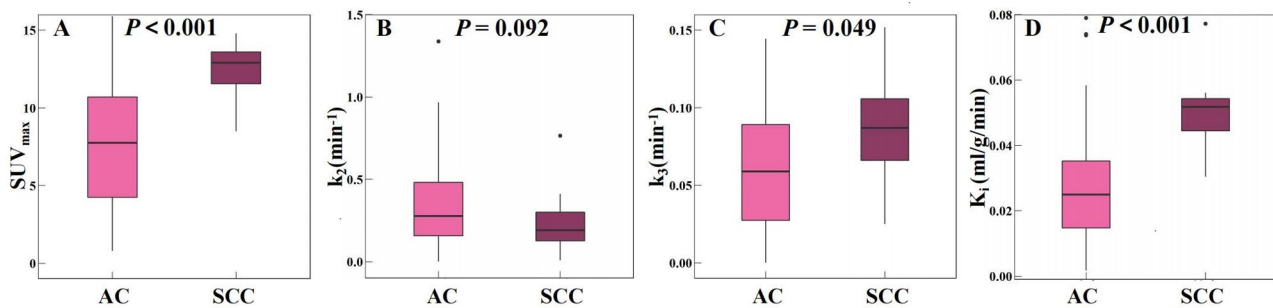 A P < 0.001
SUVmax
15
10
5
0
AC SCC
B P = 0.092
k2(min-1)
1.5
1.0
0.5
0.0
AC SCC
C P = 0.049
k3(min-1)
0.15
0.10
0.05
0.00
AC SCC
D P < 0.001
Ki (ml/g/min)
0.08
0.06
0.04
0.02
0.00
AC SCC